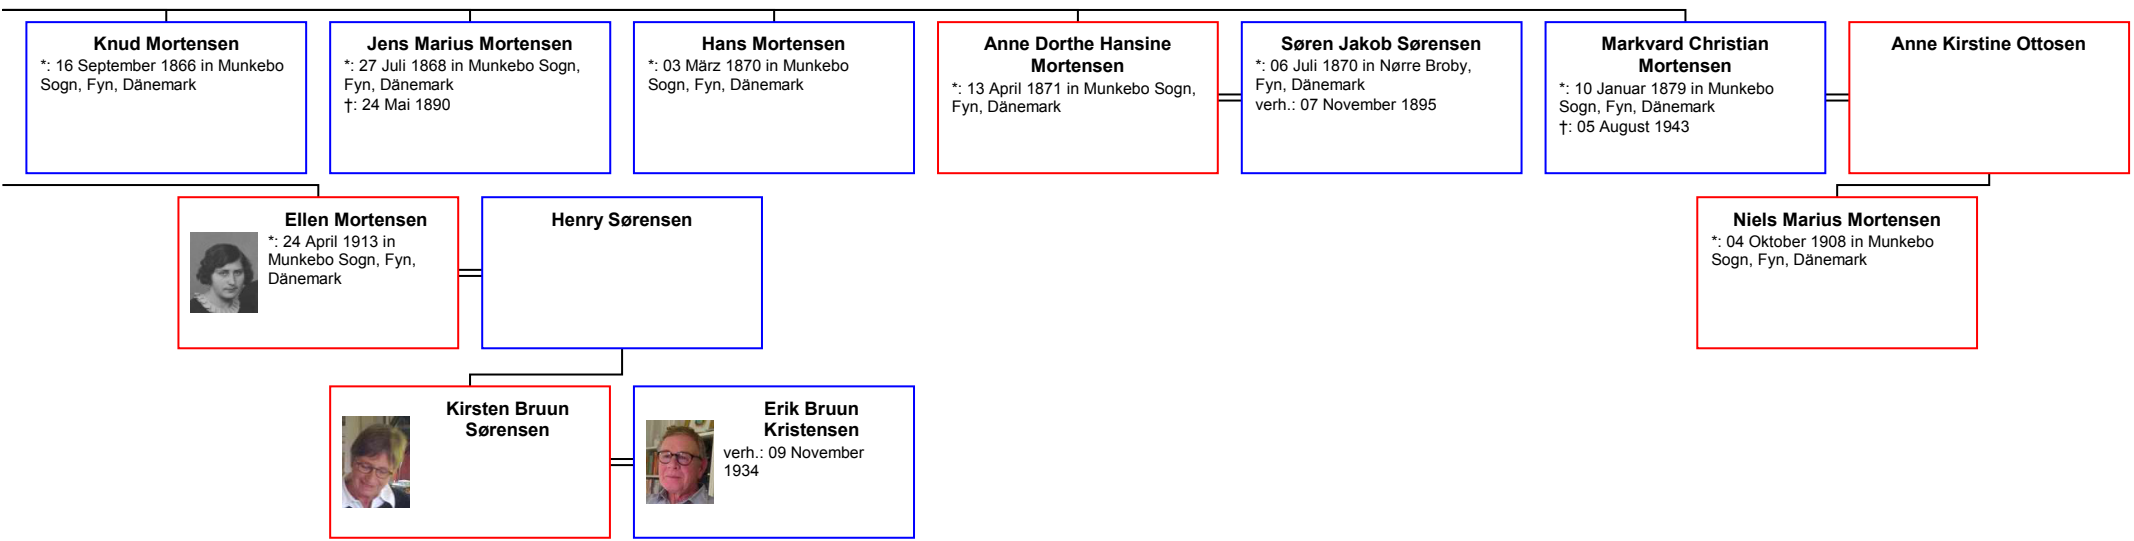 Knud Mortensen
*: 16 September 1866 in Munkebo
Sogn, Fyn, Dänemark
Jens Marius Mortensen
*: 27 Juli 1868 in Munkebo Sogn,
Fyn, Dänemark
†: 24 Mai 1890
Hans Mortensen
*: 03 März 1870 in Munkebo
Sogn, Fyn, Dänemark
Anne Dorthe Hansine
Mortensen
*: 13 April 1871 in Munkebo Sogn,
Fyn, Dänemark
Søren Jakob Sørensen
*: 06 Juli 1870 in Nørre Broby,
Fyn, Dänemark
verh.: 07 November 1895
Markvard Christian
Mortensen
*: 10 Januar 1879 in Munkebo
Sogn, Fyn, Dänemark
†: 05 August 1943
Anne Kirstine Ottosen
Ellen Mortensen
*: 24 April 1913 in
Munkebo Sogn, Fyn,
Dänemark
Henry Sørensen
Niels Marius Mortensen
*: 04 Oktober 1908 in Munkebo
Sogn, Fyn, Dänemark
Kirsten Bruun
Sørensen
Erik Bruun
Kristensen
verh.: 09 November
1934